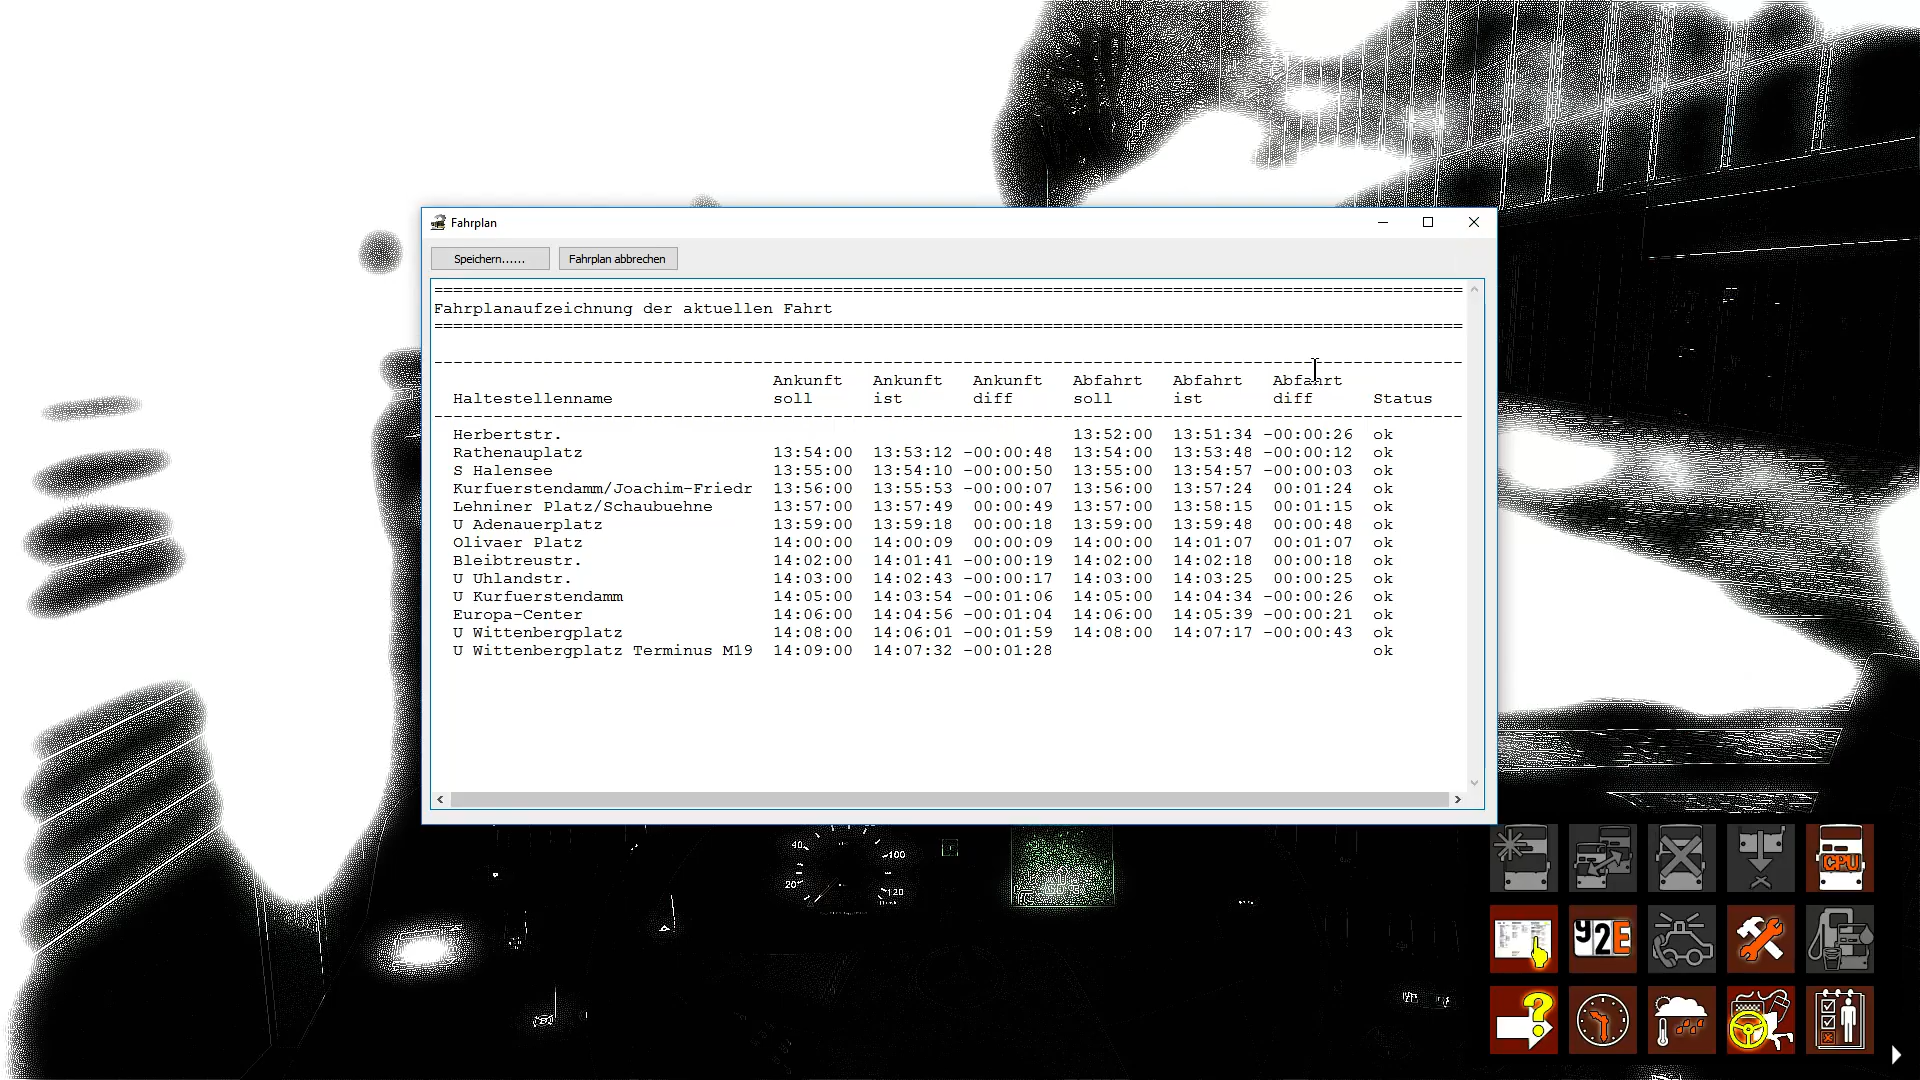 Fahrplan
Speichern...... Fahrplan abbrechen
Fahrplanaufzeichnung der aktuellen Fahrt
Ankunft Ankunft Ankunft Abfahrt Abfahrt Abfahrt
Haltestellenname soll ist diff soll ist diff Status
Herbertstr. 13:52:00 13:51:34 -00:00:26 ok
Rathenauplatz 13:54:00 13:53:12 -00:00:48 13:54:00 13:53:48 -00:00:12 ok
S Halensee 13:55:00 13:54:10 -00:00:50 13:55:00 13:54:57 -00:00:03 ok
Kurfuerstendamm/Joachim-Friedr 13:56:00 13:55:53 -00:00:07 13:56:00 13:57:24 00:01:24 ok
Lehniner Platz/Schaubuehne 13:57:00 13:57:49 00:00:49 13:57:00 13:58:15 00:01:15 ok
U Adenauerplatz 13:59:00 13:59:18 00:00:18 13:59:00 13:59:48 00:00:48 ok
Olivaer Platz 14:00:00 14:00:09 00:00:09 14:00:00 14:01:07 00:01:07 ok
Bleibtreustr. 14:02:00 14:01:41 -00:00:19 14:02:00 14:02:18 00:00:18 ok
U Uhlandstr. 14:03:00 14:02:43 -00:00:17 14:03:00 14:03:25 00:00:25 ok
U Kurfuerstendamm 14:05:00 14:03:54 -00:01:06 14:05:00 14:04:34 -00:00:26 ok
Europa-Center 14:06:00 14:04:56 -00:01:04 14:06:00 14:05:39 -00:00:21 ok
U Wittenbergplatz 14:08:00 14:06:01 -00:01:59 14:08:00 14:07:17 -00:00:43 ok
U Wittenbergplatz Terminus M19 14:09:00 14:07:32 -00:01:28 ok
40 100
20 120
CPU
92E
?